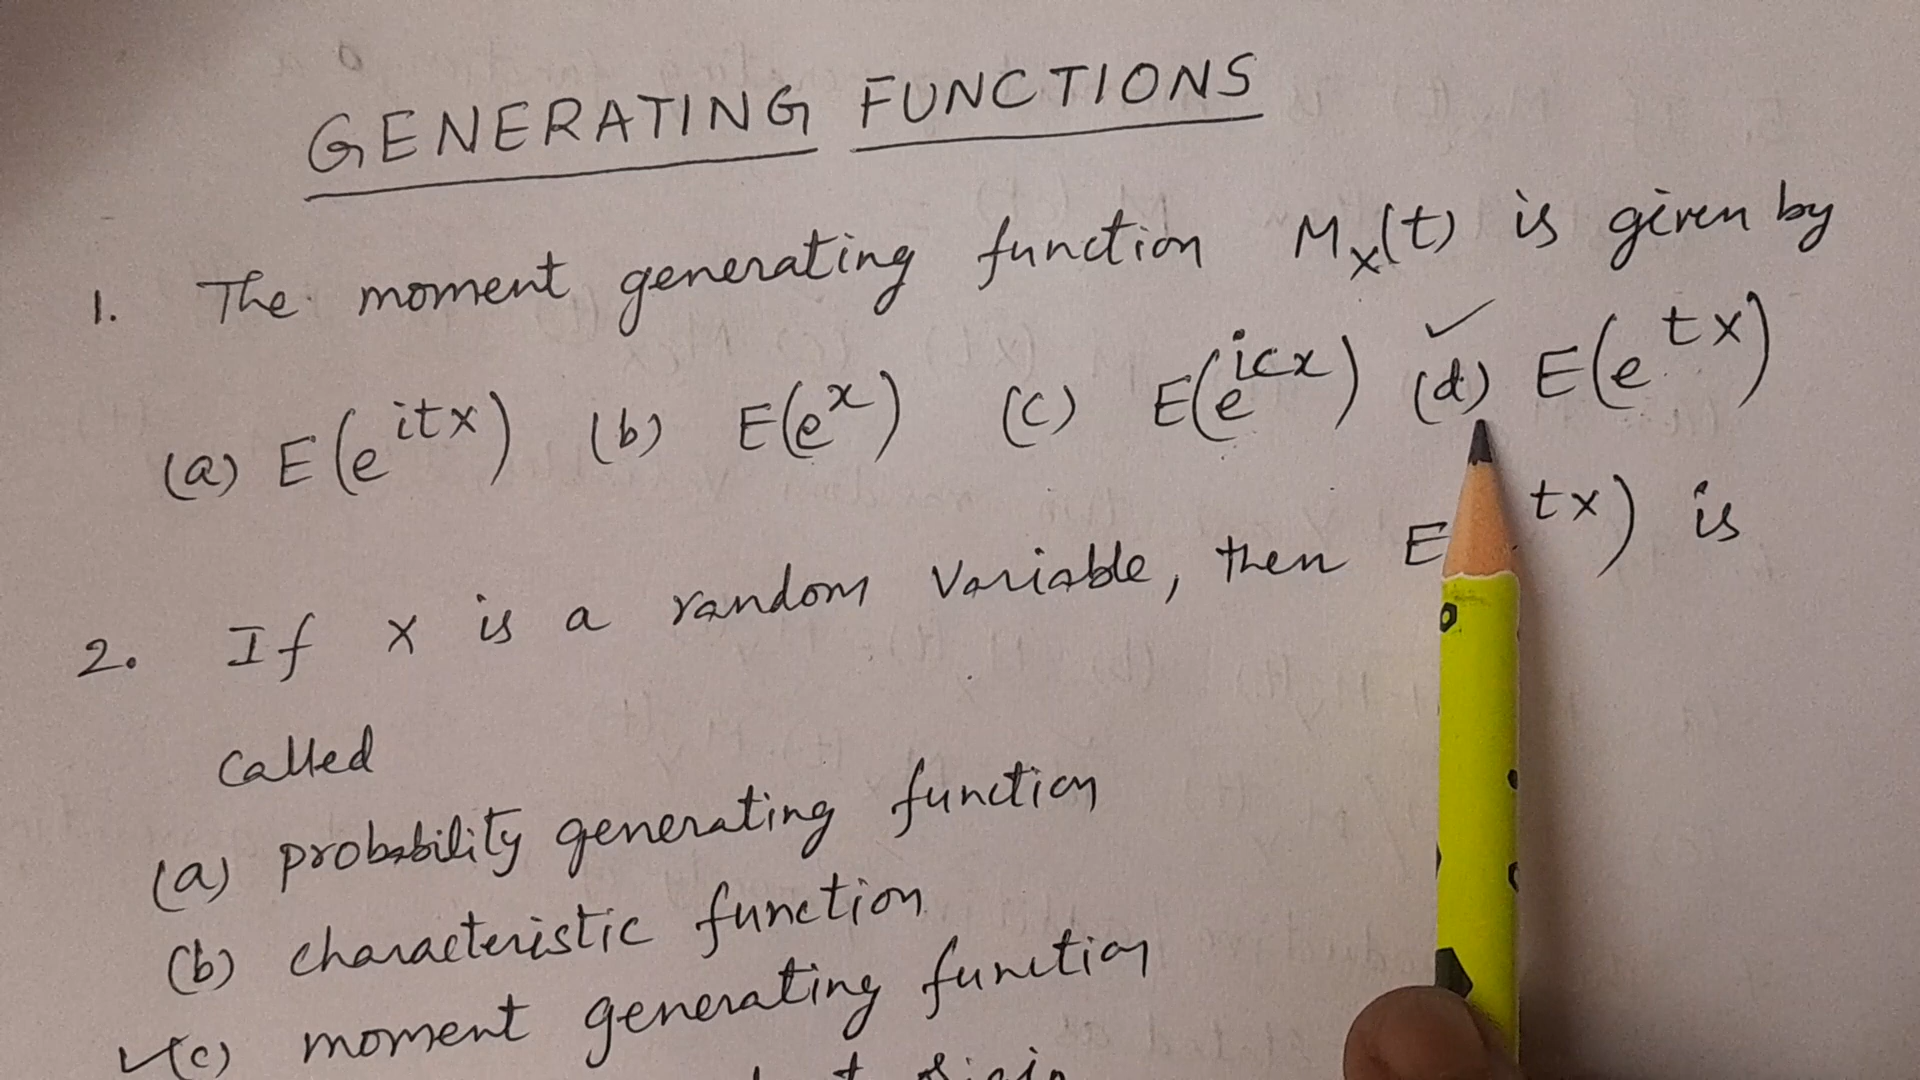 GENERATING FUNCTIONS
1. The moment generating function Mx(t) is given by
(a) E(e^itx) (b) E(e^x) (c) E(e^icx) ✓(d) E(e^tx)
2. If x is a random variable, then E tx) is
called
(a) probability generating function
(b) characteristic function
✓(c) moment generating function
origin